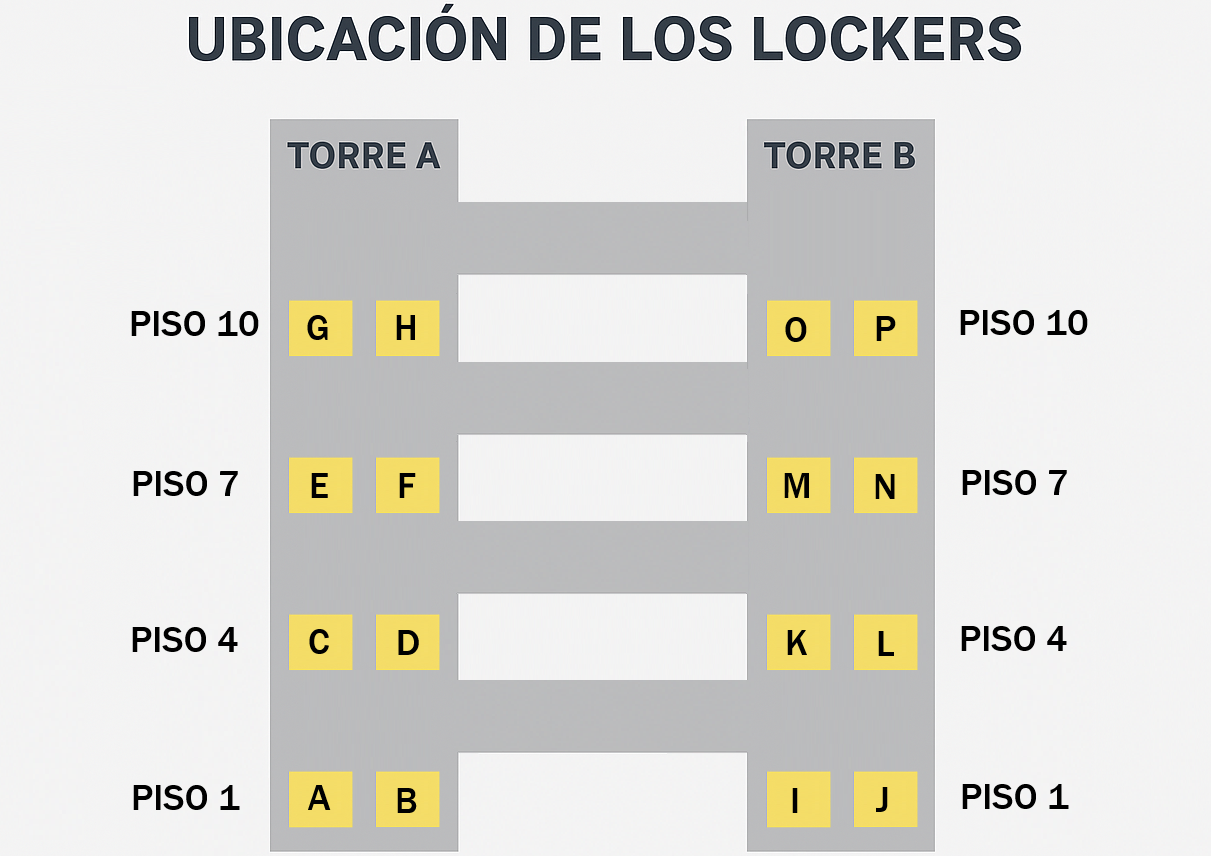 UBICACIÓN DE LOS LOCKERS
TORRE A TORRE B
PISO 10 G H O P PISO 10
PISO 7 E F M N PISO 7
PISO 4 C D K L PISO 4
PISO 1 A B I J PISO 1